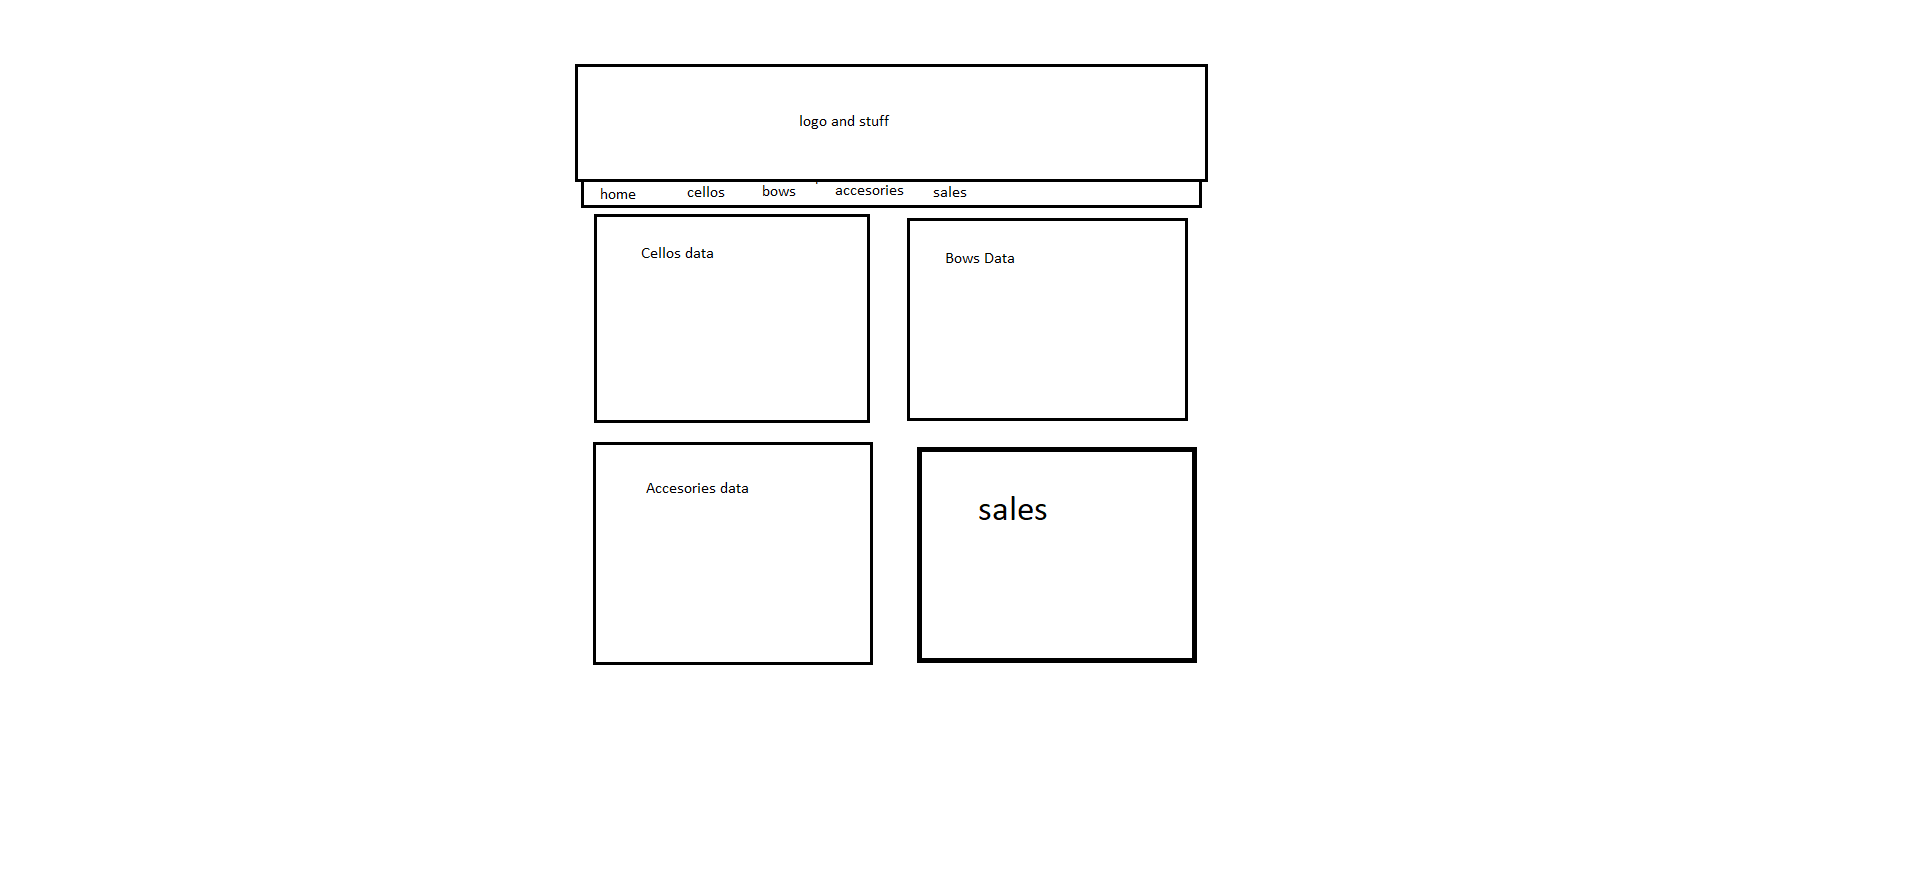 logo and stuff
home cellos bows accesories sales
Cellos data
Bows Data
Accesories data
sales